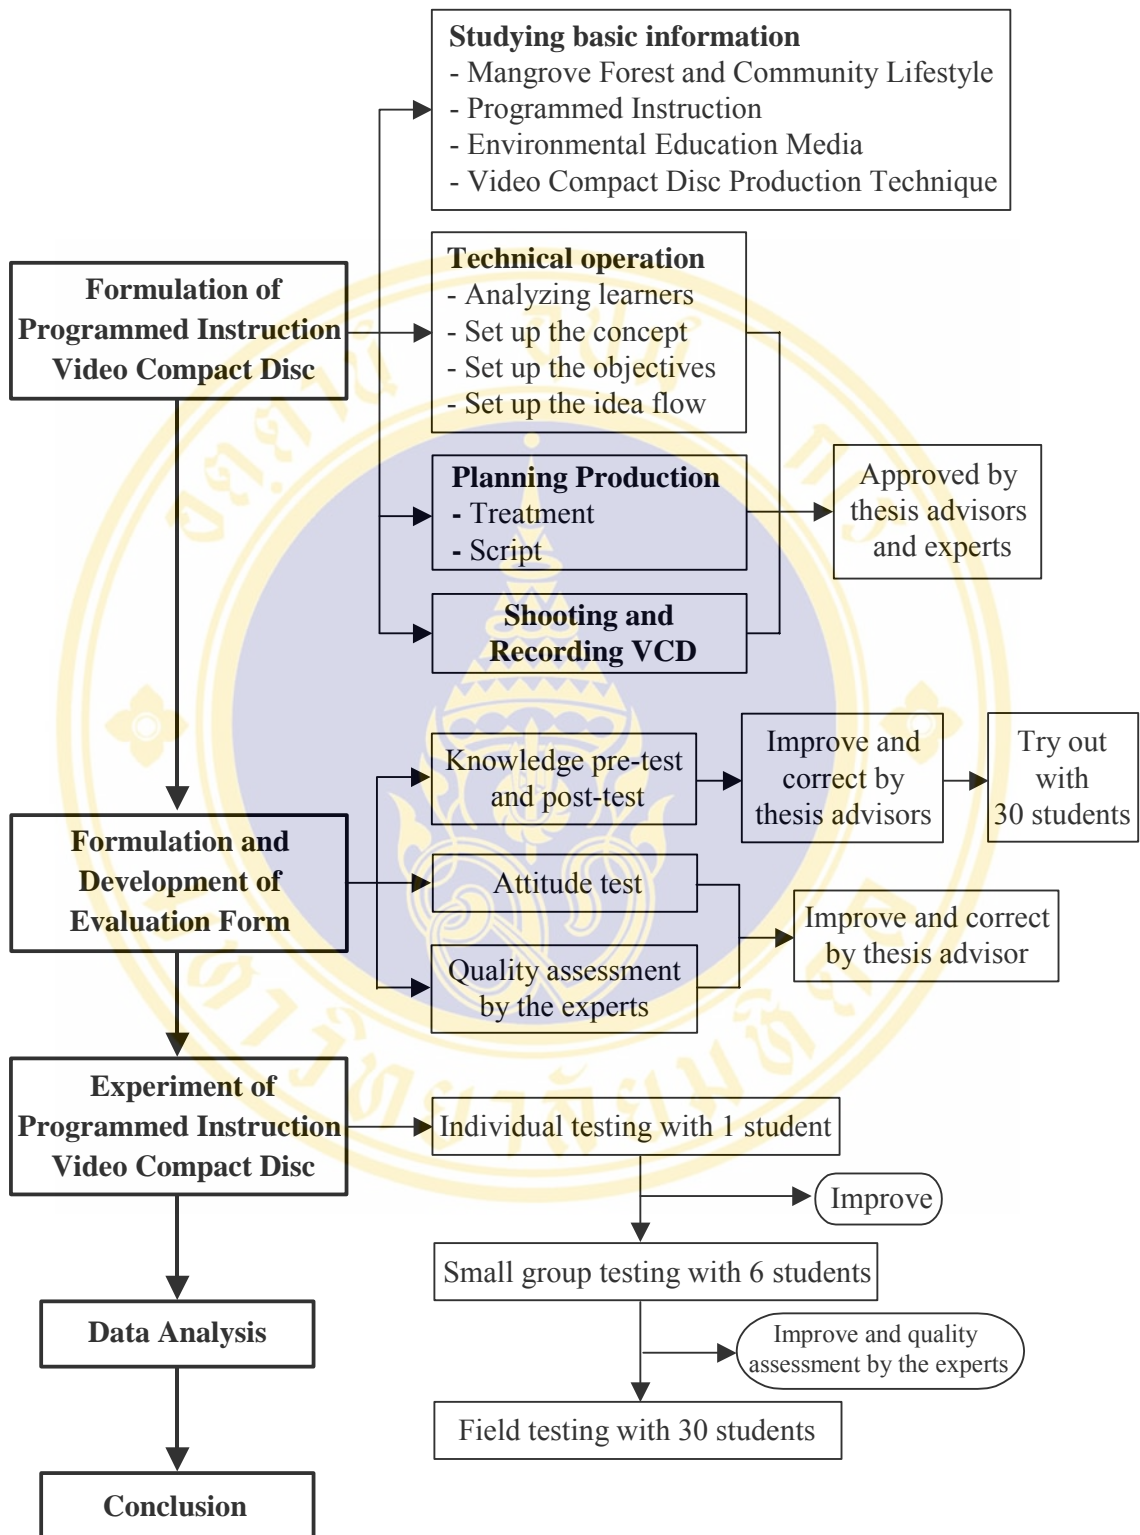 Studying basic information
- Mangrove Forest and Community Lifestyle
- Programmed Instruction
- Environmental Education Media
- Video Compact Disc Production Technique
Formulation of
Programmed Instruction
Video Compact Disc
Technical operation
- Analyzing learners
- Set up the concept
- Set up the objectives
- Set up the idea flow
Planning Production
- Treatment
- Script
Shooting and
Recording VCD
Approved by
thesis advisors
and experts
Formulation and
Development of
Evaluation Form
Knowledge pre-test
and post-test
Improve and
correct by
thesis advisors
Try out
with
30 students
Attitude test
Quality assessment
by the experts
Improve and correct
by thesis advisor
Experiment of
Programmed Instruction
Video Compact Disc
Individual testing with 1 student
Improve
Small group testing with 6 students
Improve and quality
assessment by the experts
Field testing with 30 students
Data Analysis
Conclusion